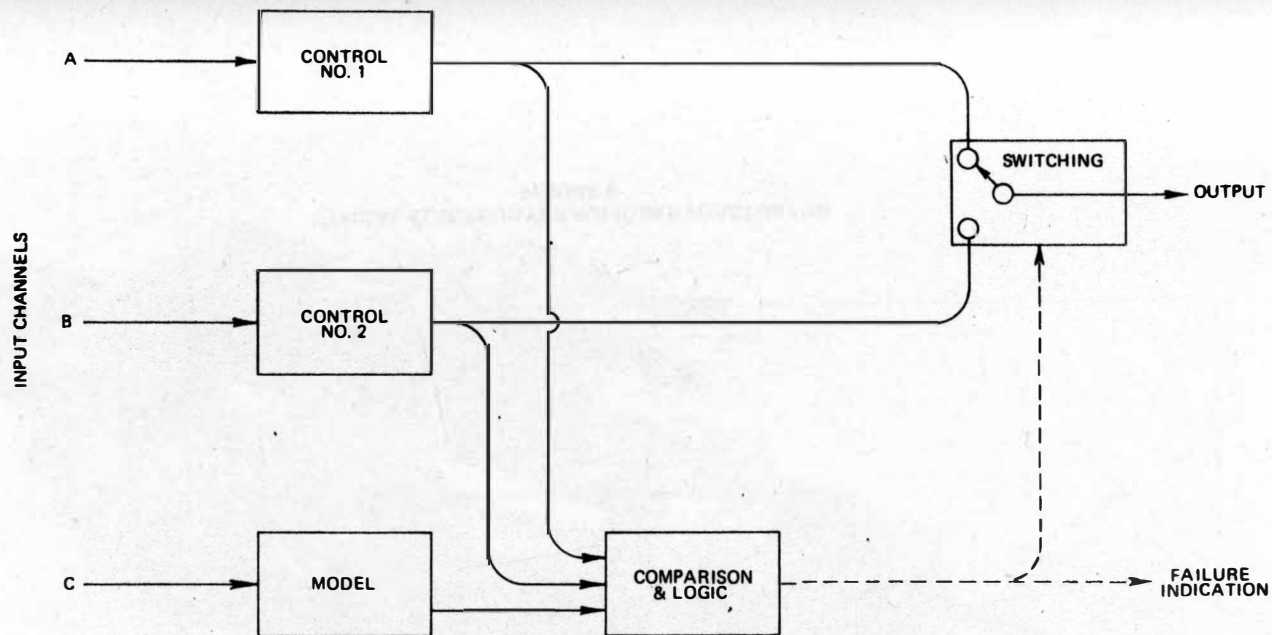 A
CONTROL
NO. 1
SWITCHING
OUTPUT
INPUT CHANNELS
B
CONTROL
NO. 2
C
MODEL
COMPARISON
& LOGIC
FAILURE
INDICATION